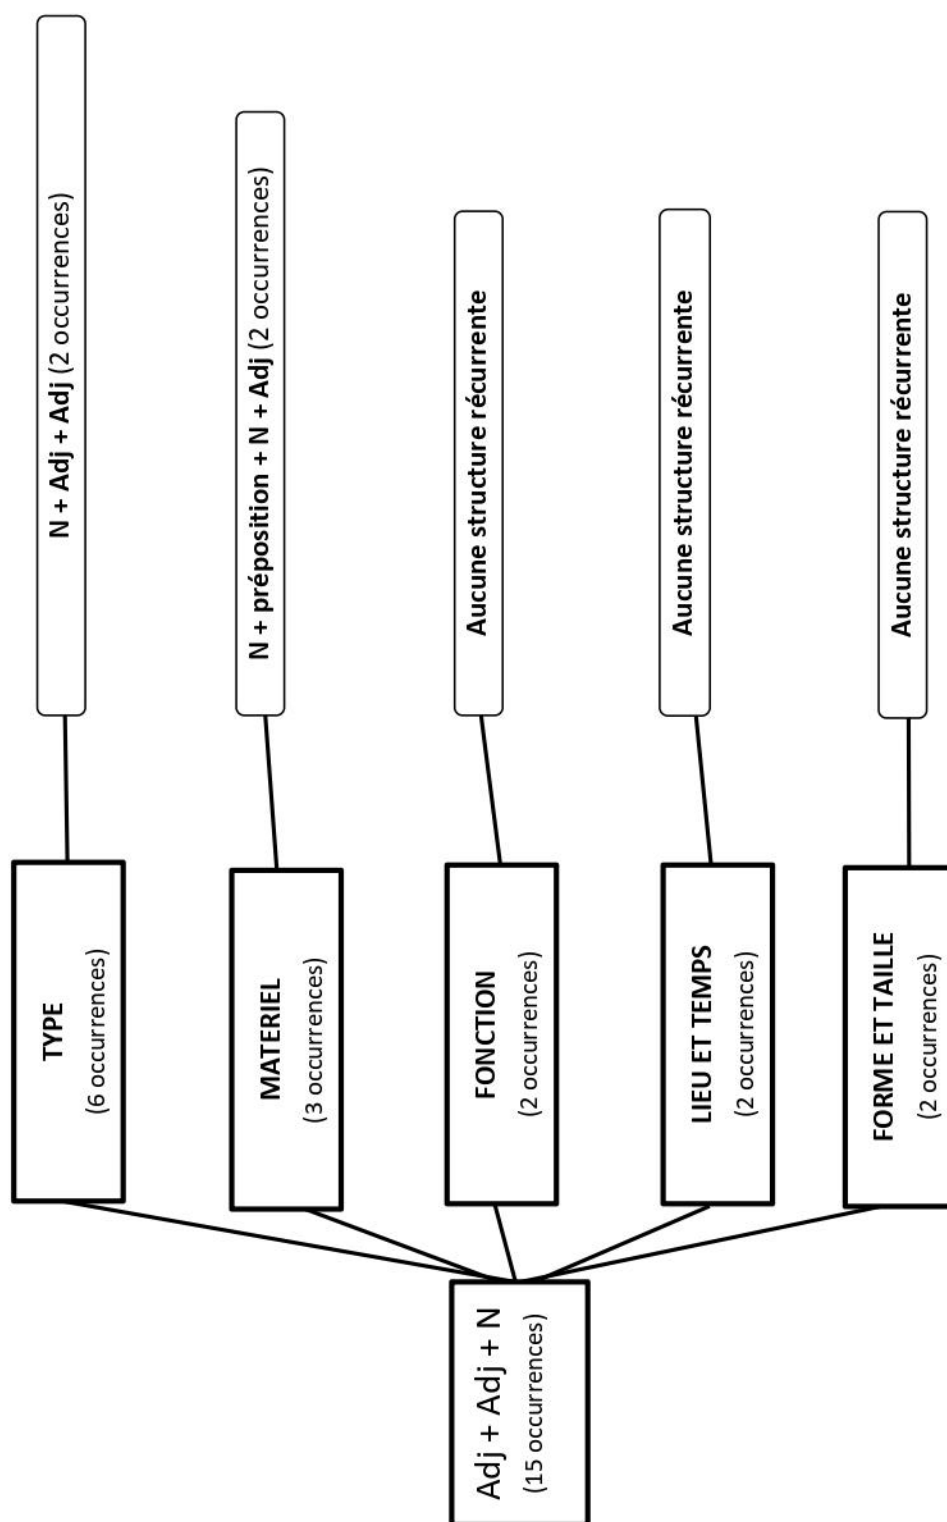 Adj + Adj + N
(15 occurrences)
TYPE
(6 occurrences)
N + Adj + Adj (2 occurrences)
MATERIEL
(3 occurrences)
N + préposition + N + Adj (2 occurrences)
FONCTION
(2 occurrences)
Aucune structure récurrente
LIEU ET TEMPS
(2 occurrences)
Aucune structure récurrente
FORME ET TAILLE
(2 occurrences)
Aucune structure récurrente